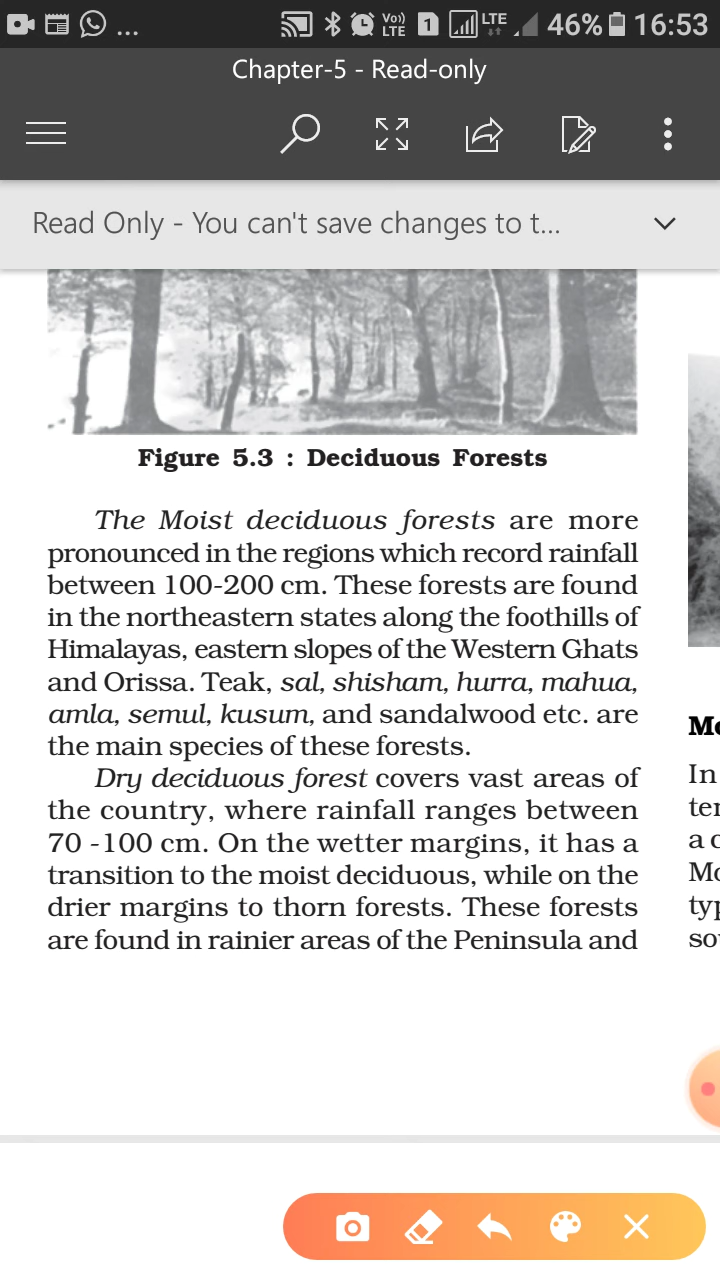 ...
Vo))
LTE
1
LTE
46%
16:53
Chapter-5 - Read-only
Read Only - You can't save changes to t...
Figure 5.3 : Deciduous Forests
The Moist deciduous forests are more
pronounced in the regions which record rainfall
between 100-200 cm. These forests are found
in the northeastern states along the foothills of
Himalayas, eastern slopes of the Western Ghats
and Orissa. Teak, sal, shisham, hurra, mahua,
amla, semul, kusum, and sandalwood etc. are
the main species of these forests.
Dry deciduous forest covers vast areas of
the country, where rainfall ranges between
70 -100 cm. On the wetter margins, it has a
transition to the moist deciduous, while on the
drier margins to thorn forests. These forests
are found in rainier areas of the Peninsula and
In
a